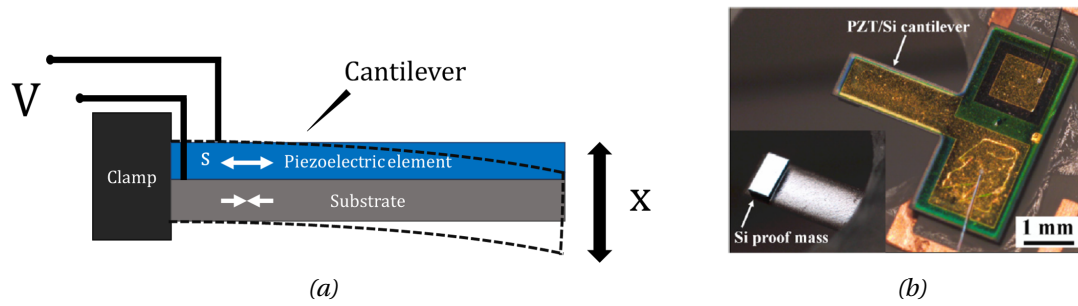 V
Cantilever
S
Piezoelectric element
Clamp
Substrate
X
(a)
PZT/Si cantilever
Si proof mass
1 mm
(b)